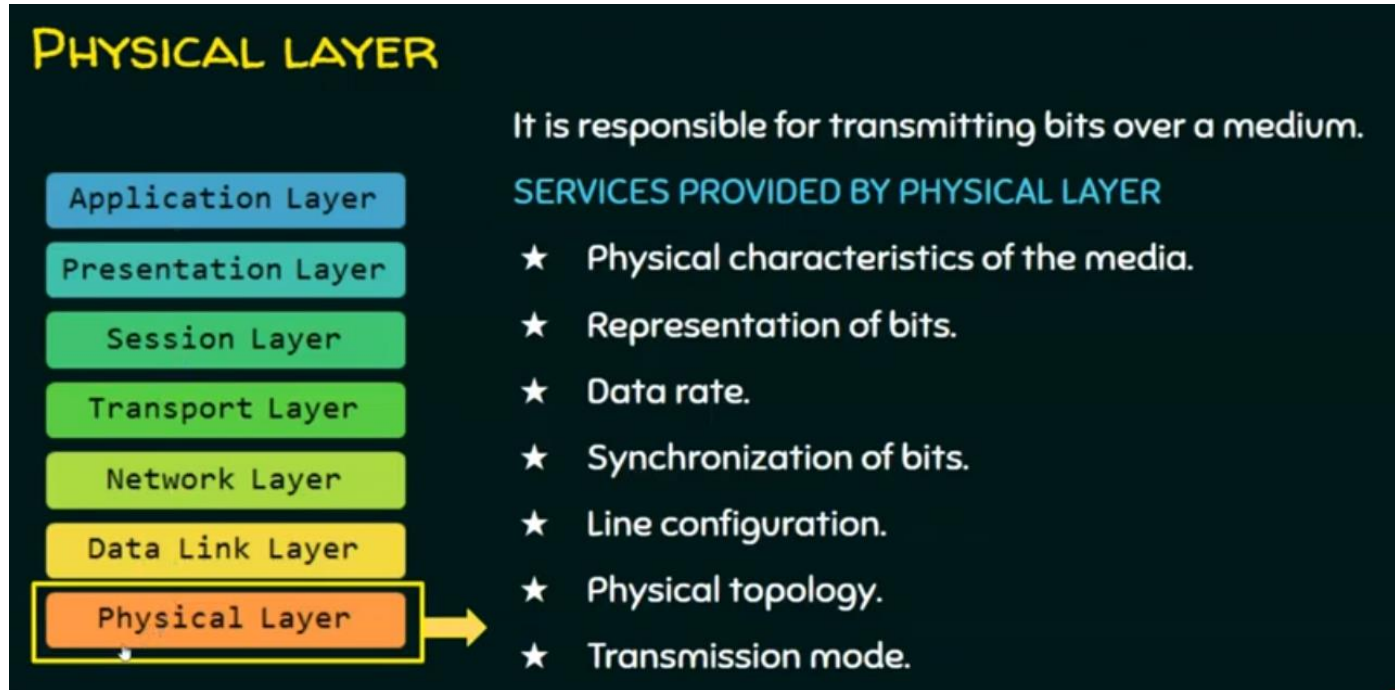 PHYSICAL LAYER
It is responsible for transmitting bits over a medium.
Application Layer
Presentation Layer
Session Layer
Transport Layer
Network Layer
Data Link Layer
Physical Layer
SERVICES PROVIDED BY PHYSICAL LAYER
★ Physical characteristics of the media.
★ Representation of bits.
★ Data rate.
★ Synchronization of bits.
★ Line configuration.
★ Physical topology.
★ Transmission mode.